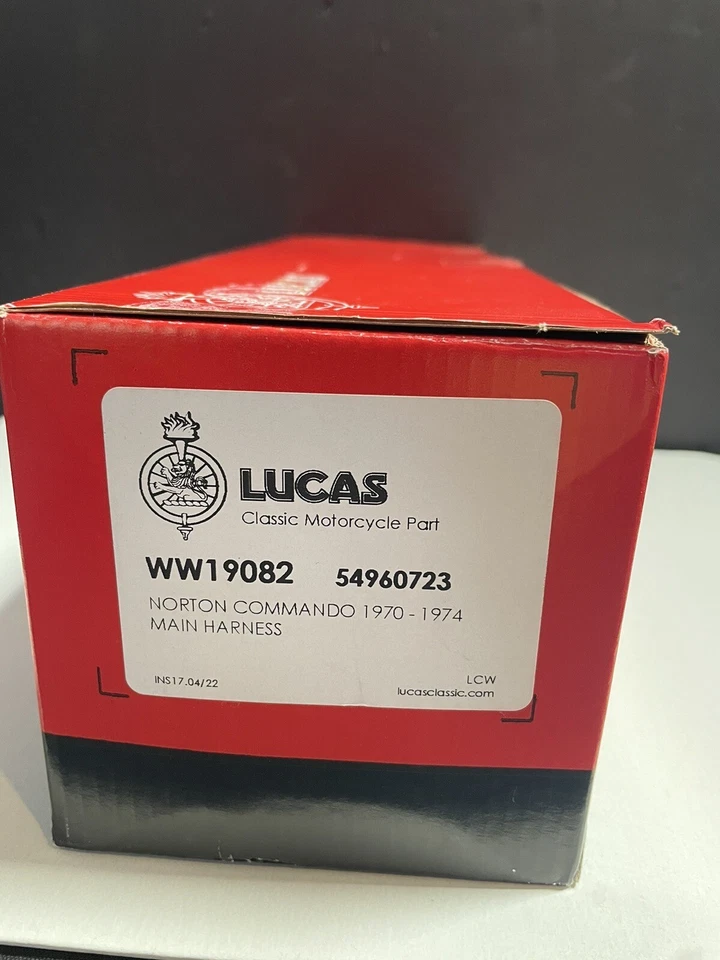 LUCAS
Classic Motorcycle Part
WW19082 54960723
NORTON COMMANDO 1970 - 1974
MAIN HARNESS
INS17.04/22
LCW
lucasclassic.com